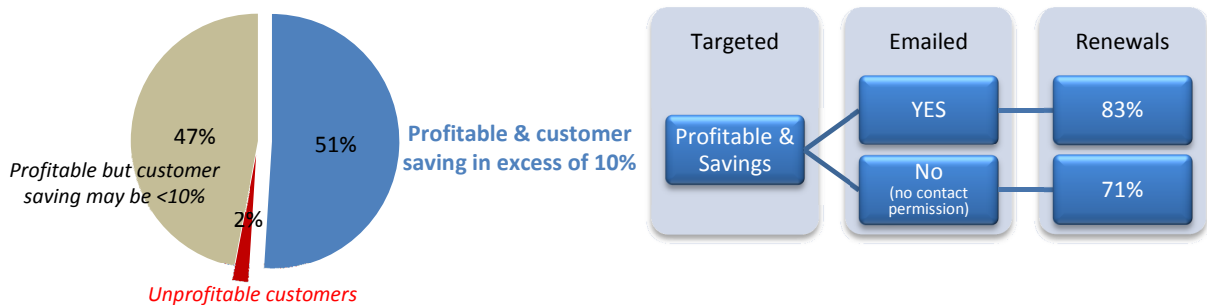 47%
Profitable but customer
saving may be <10%
2%
Unprofitable customers
51%
Profitable & customer
saving in excess of 10%
Targeted
Emailed
Renewals
Profitable &
Savings
YES
83%
No
(no contact
permission)
71%